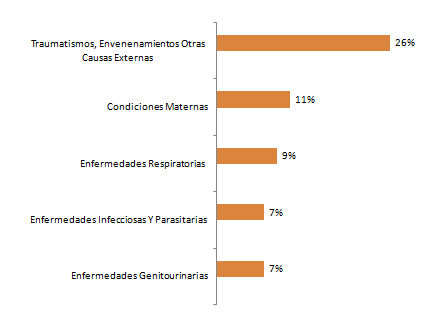 Traumatismos, Envenenamientos Otras
Causas Externas
26%
Condiciones Maternas
11%
Enfermedades Respiratorias
9%
Enfermedades Infecciosas Y Parasitarias
7%
Enfermedades Genitourinarias
7%